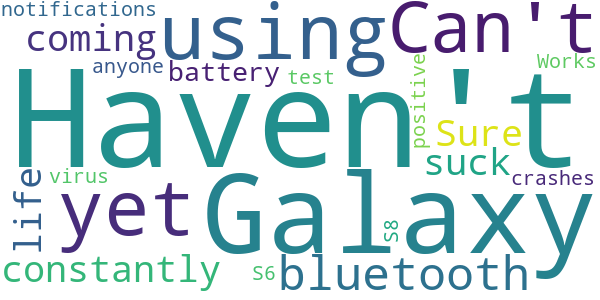 notifications
coming
using
Can't
anyone
battery
test
positive
Works
Haven't
Sure
suck
virus
crashes
life
yet
Galaxy
S8
constantly
S6
bluetooth